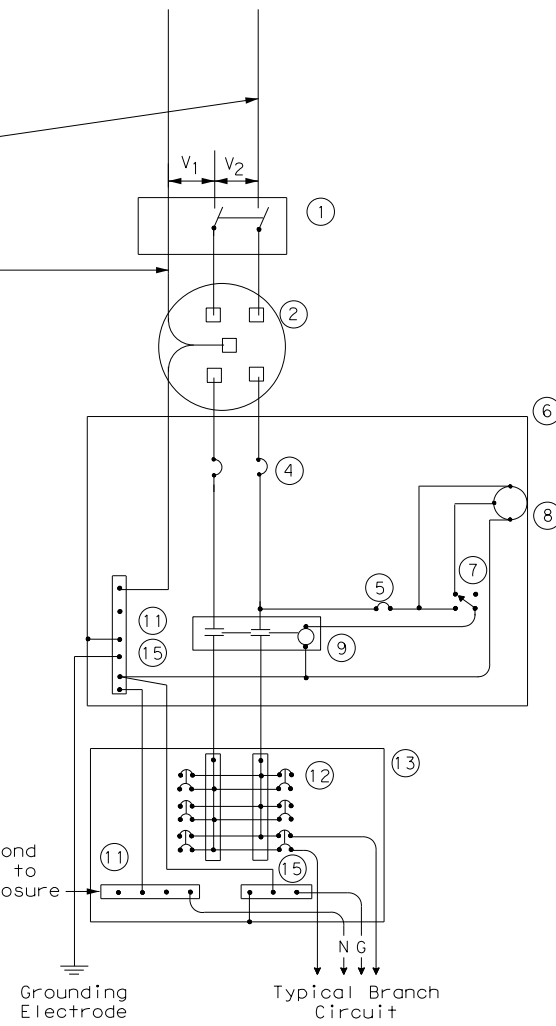 V1
V2
1
2
6
4
8
7
5
11
15
9
13
12
ond
11
to
15
osure
N G
Grounding
Electrode
Typical Branch
Circuit